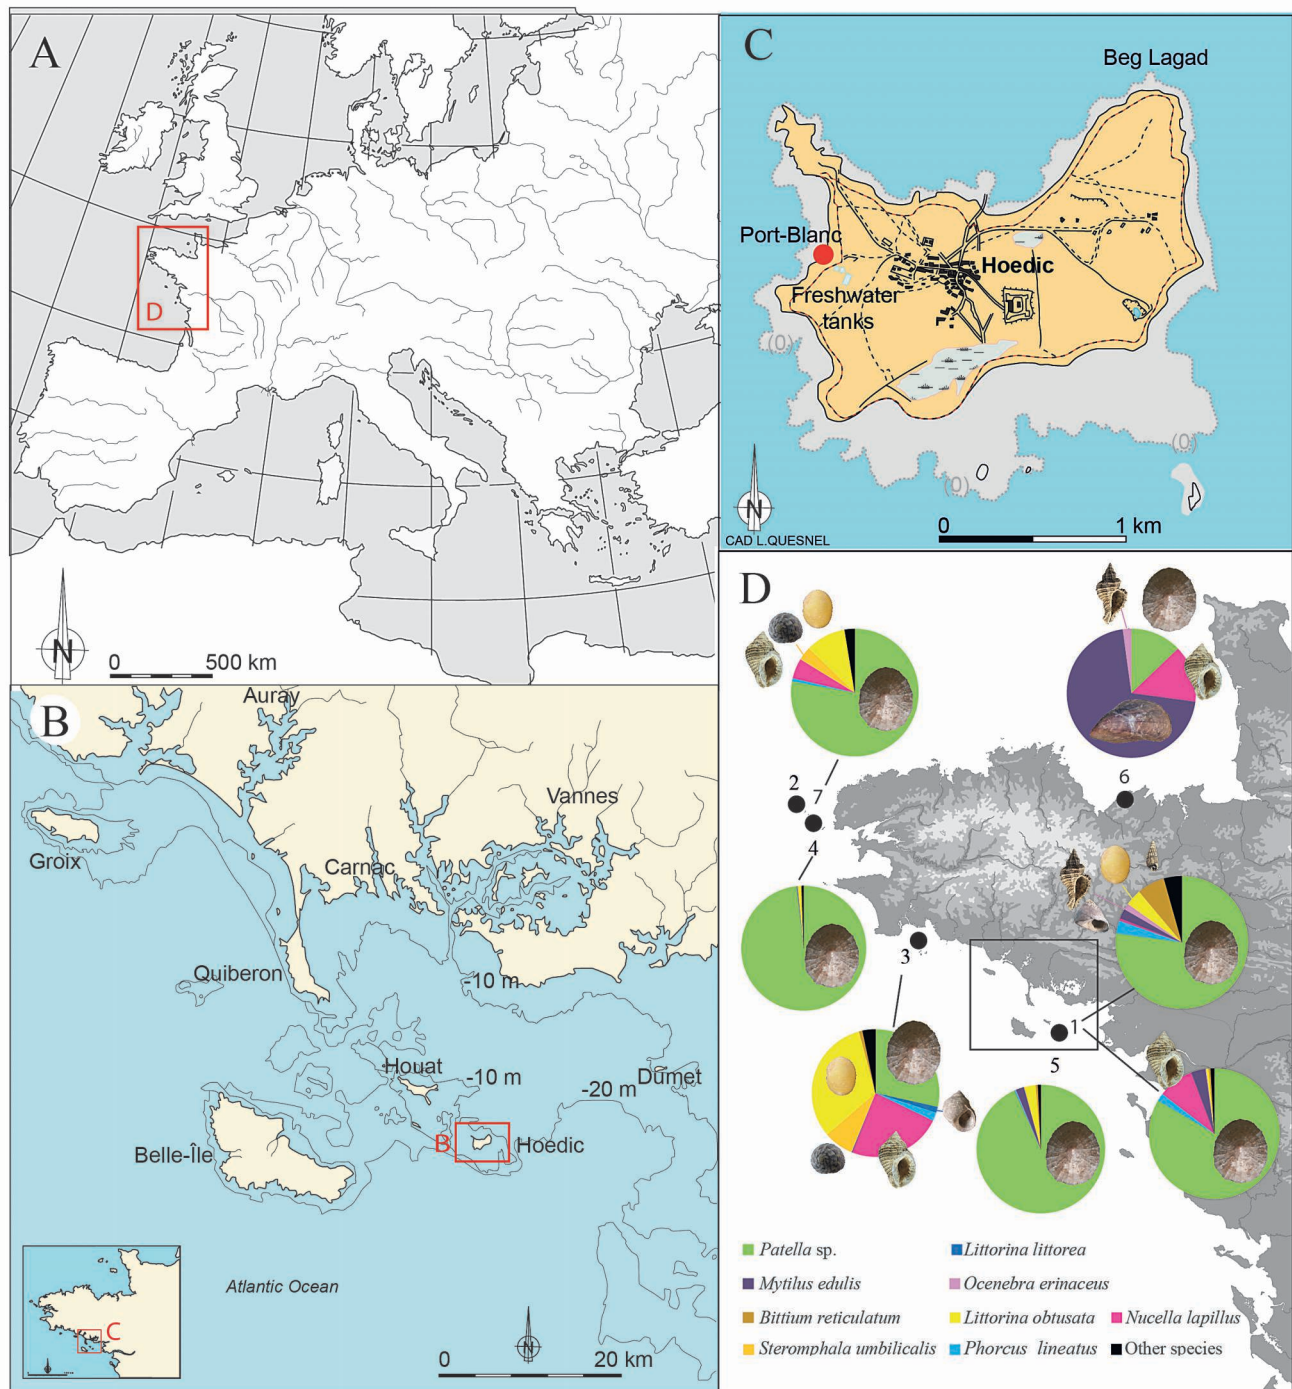 A
D
N
0 500 km
C
Beg Lagad
Port-Blanc
Hoedic
Freshwater
tanks
(0)
(0)
(0)
N
CAD L.QUESNEL
0 1 km
B
Auray
Vannes
Groix
Carnac
Quiberon
-10 m
Houat
-10 m
-20 m
Dumet
Belle-Île
B
Hoedic
Atlantic Ocean
C
N
0 20 km
D
2
7
4
6
3
1
5
Patella sp.
Littorina littorea
Mytilus edulis
Ocenebra erinaceus
Bittium reticulatum
Littorina obtusata
Nucella lapillus
Steromphala umbilicalis
Phorcus lineatus
Other species